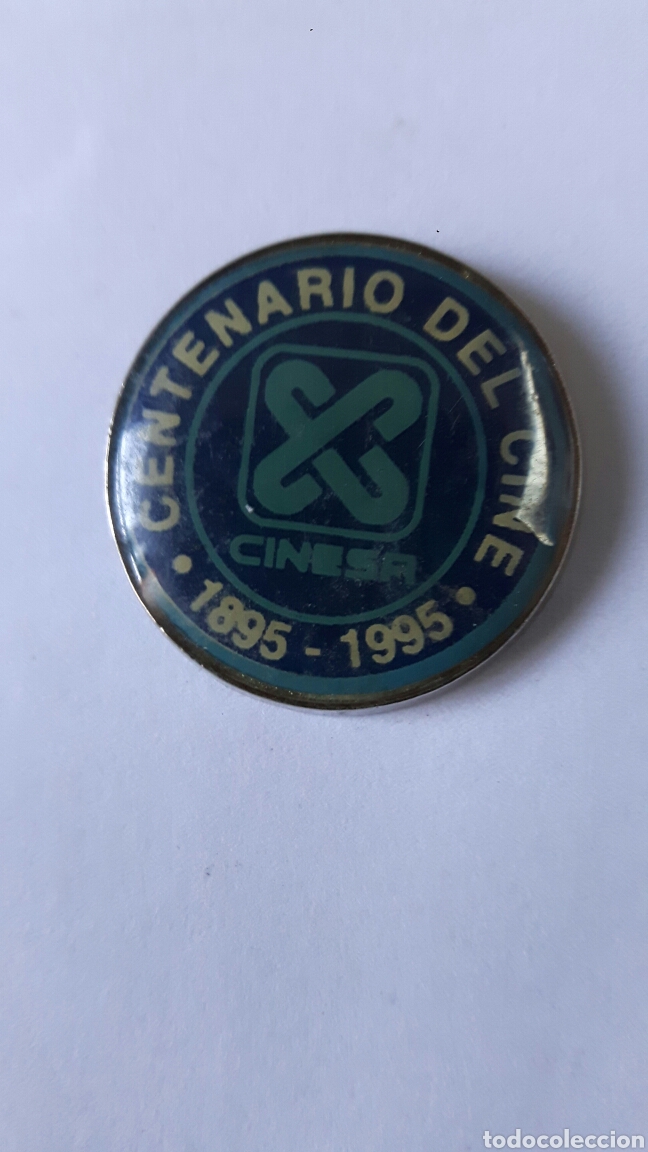 CENTENARIO DEL CINE
CINESA
• 1895 - 1995 •
todocoleccion